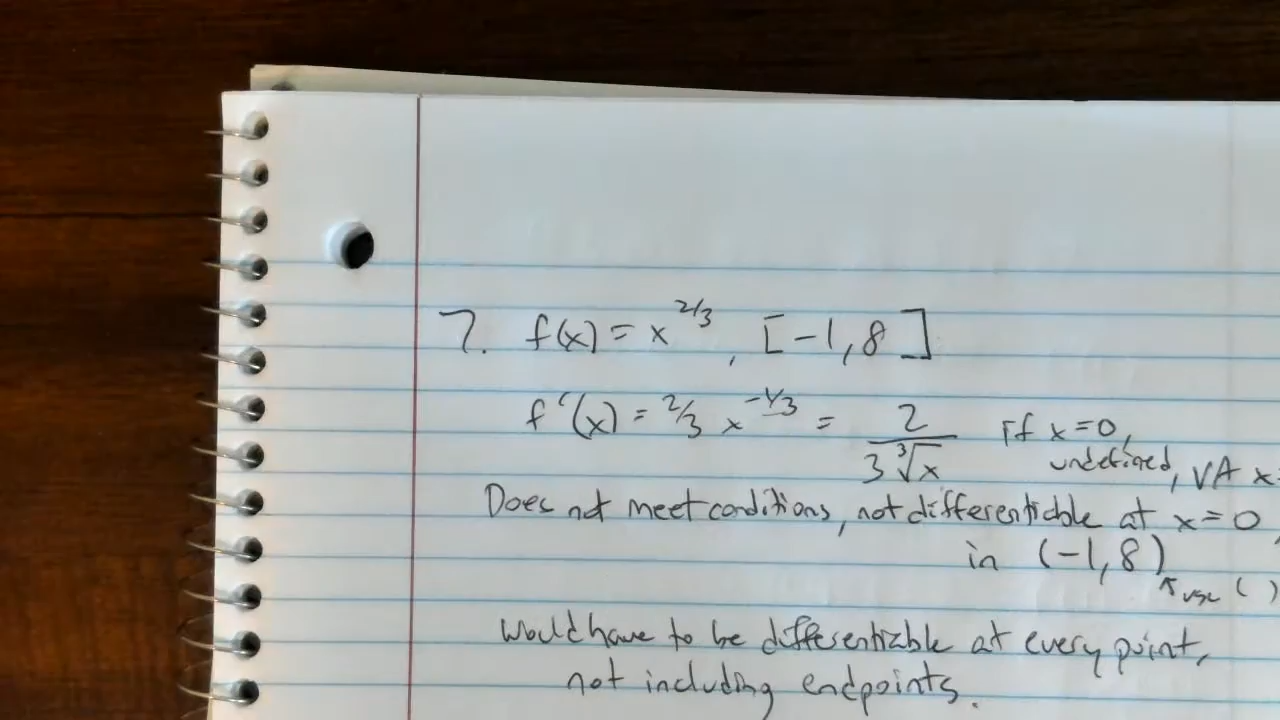 7. f(x) = x^2/3, [-1,8]
f'(x) = 2/3 x^-1/3 = 2/(3∛x) If x=0,
undefined, VA x=
Does not meet conditions, not differentiable at x=0,
in (-1,8)
↑ use ( )
would have to be differentiable at every point,
not including endpoints.